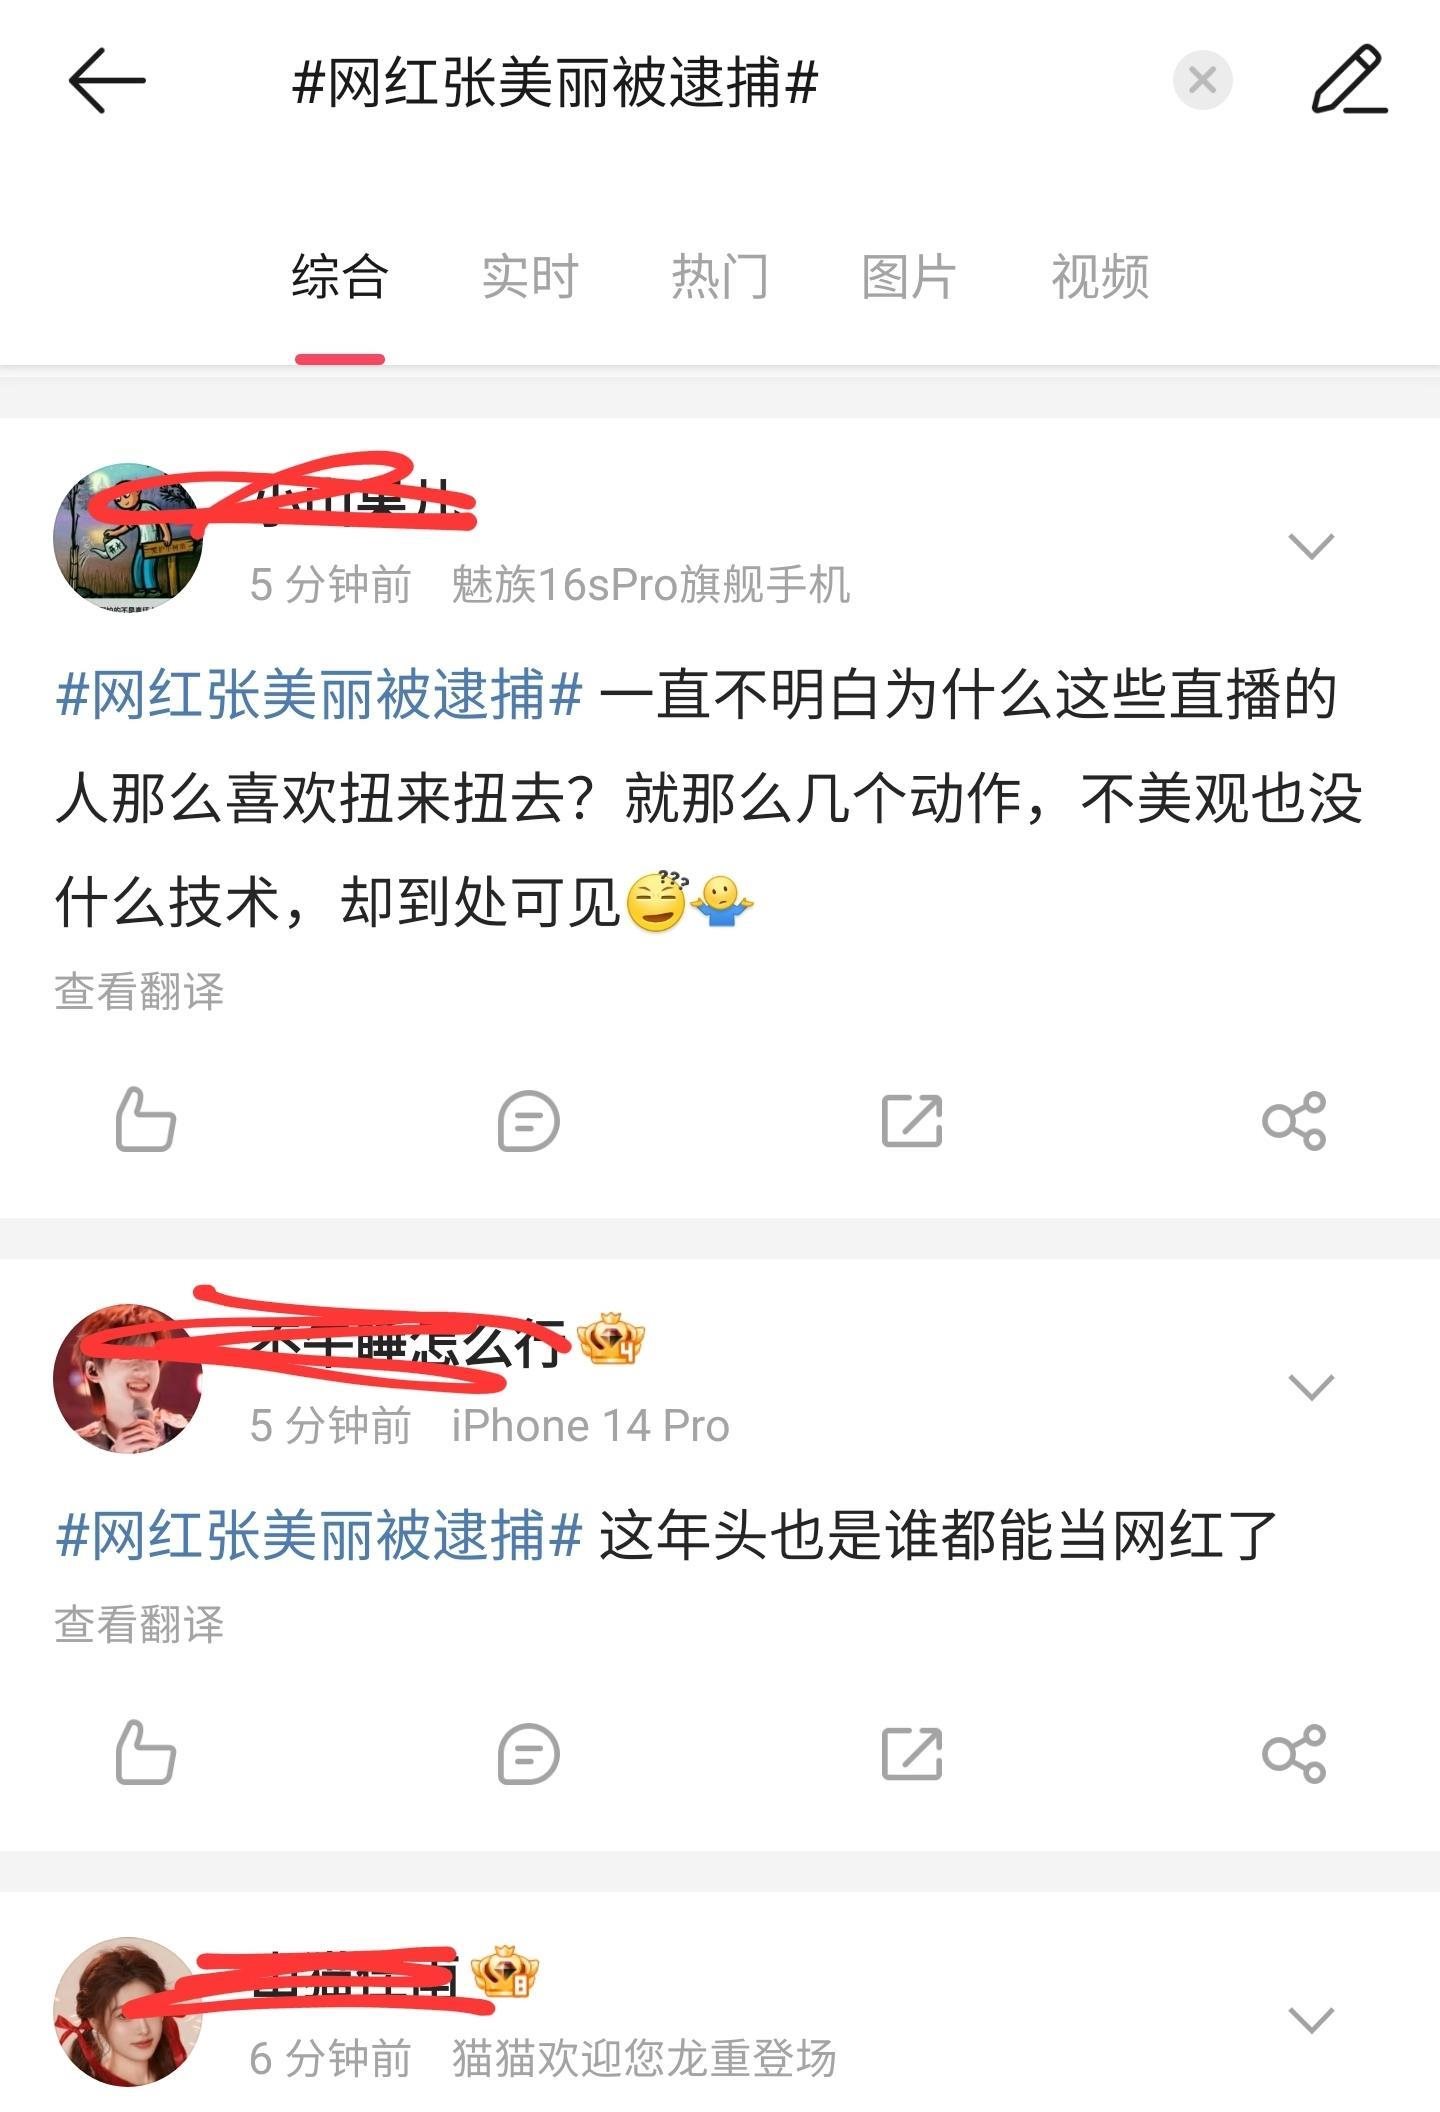 #网红张美丽被逮捕#
综合 实时 热门 图片 视频
5 分钟前 魅族16sPro旗舰手机
#网红张美丽被逮捕# 一直不明白为什么这些直播的
人那么喜欢扭来扭去？就那么几个动作，不美观也没
什么技术，却到处可见
查看翻译
怎么行 4
5 分钟前 iPhone 14 Pro
#网红张美丽被逮捕# 这年头也是谁都能当网红了
查看翻译
8
6 分钟前 猫猫欢迎您龙重登场